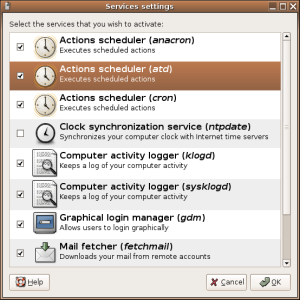 Services settings
Select the services that you wish to activate:
Actions scheduler (anacron)
Executes scheduled actions
Actions scheduler (atd)
Executes scheduled actions
Actions scheduler (cron)
Executes scheduled actions
Clock synchronization service (ntpdate)
Synchronizes your computer clock with Internet time servers
Computer activity logger (klogd)
Keeps a log of your computer activity
Computer activity logger (sysklogd)
Keeps a log of your computer activity
Graphical login manager (gdm)
Allows users to login graphically
Mail fetcher (fetchmail)
Downloads your mail from remote accounts
Help
Cancel
OK